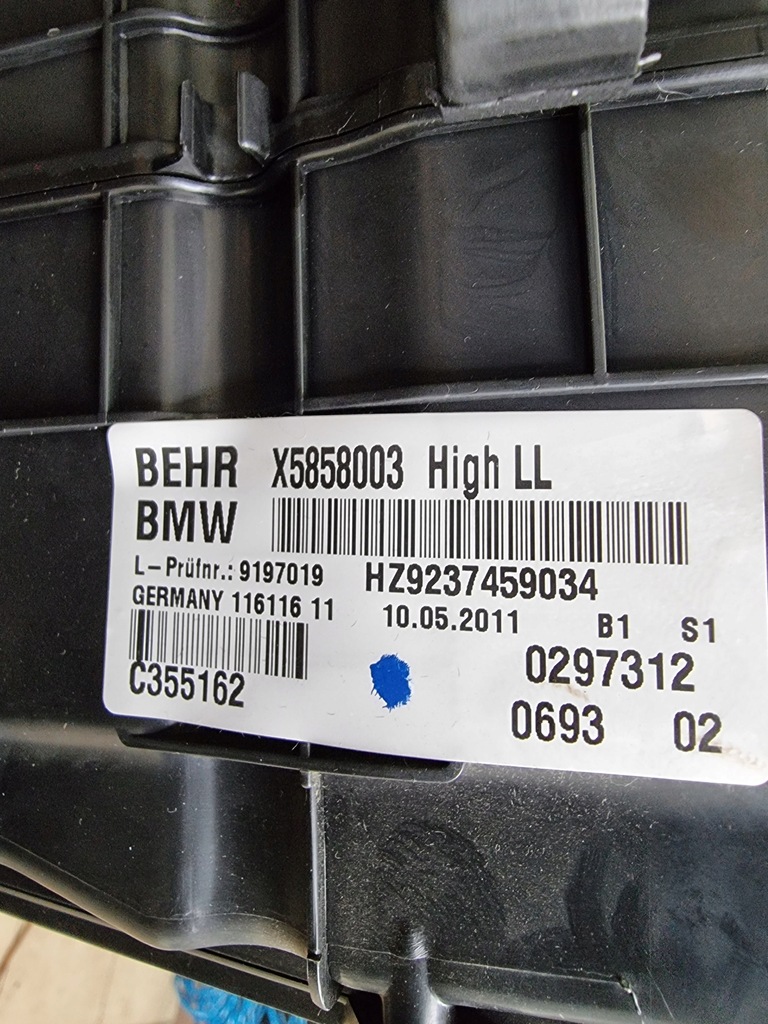 BEHR X5858003 High LL
BMW
L-Prüfnr.: 9197019 HZ9237459034
GERMANY 116116 11 10.05.2011 B1 S1
C355162 0297312
0693 02